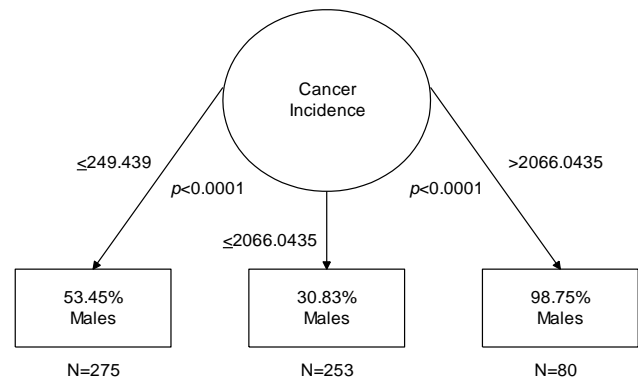 Cancer
Incidence
≤249.439
>2066.0435
p<0.0001
p<0.0001
≤2066.0435
53.45%
Males
30.83%
Males
98.75%
Males
N=275
N=253
N=80